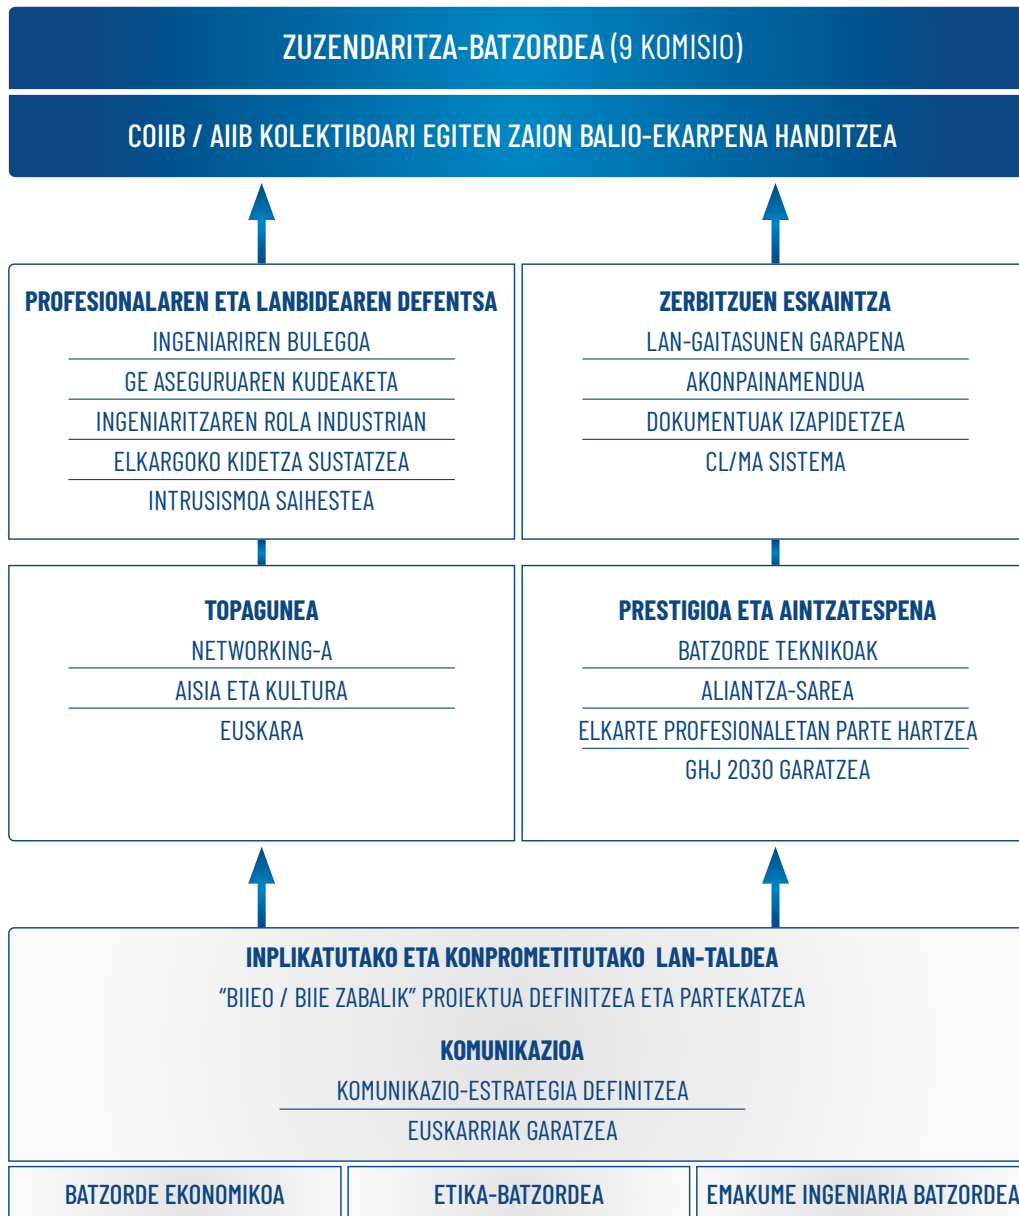 ZUZENDARITZA-BATZORDEA (9 KOMISIO)
COIIB / AIIB KOLEKTIBOARI EGITEN ZAION BALIO-EKARPENA HANDITZEA
PROFESIONALAREN ETA LANBIDEAREN DEFENTSA
INGENIARIREN BULEGOA
GE ASEGURUAREN KUDEAKETA
INGENIARITZAREN ROLA INDUSTRIAN
ELKARGOKO KIDETZA SUSTATZEA
INTRUSISMOA SAIHESTEA
ZERBITZUEN ESKAINTZA
LAN-GAITASUNEN GARAPENA
AKONPAINAMENDUA
DOKUMENTUAK IZAPIDETZEA
CL/MA SISTEMA
TOPAGUNEA
NETWORKING-A
AISIA ETA KULTURA
EUSKARA
PRESTIGIOA ETA AINTZATESPENA
BATZORDE TEKNIKOAK
ALIANTZA-SAREA
ELKARTE PROFESIONALETAN PARTE HARTZEA
GHJ 2030 GARATZEA
INPLIKATUTAKO ETA KONPROMETITUTAKO LAN-TALDEA
"BIIEO / BIIE ZABALIK" PROIEKTUA DEFINITZEA ETA PARTEKATZEA
KOMUNIKAZIOA
KOMUNIKAZIO-ESTRATEGIA DEFINITZEA
EUSKARRIAK GARATZEA
BATZORDE EKONOMIKOA
ETIKA-BATZORDEA
EMAKUME INGENIARIA BATZORDEA